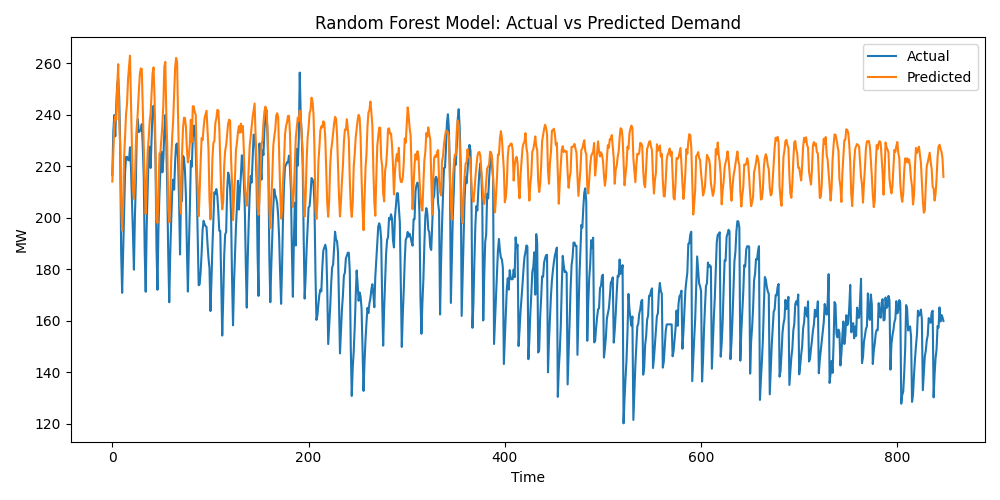 Random Forest Model: Actual vs Predicted Demand
Actual
Predicted
260
240
220
200
180
160
140
120
MW
0 200 400 600 800
Time